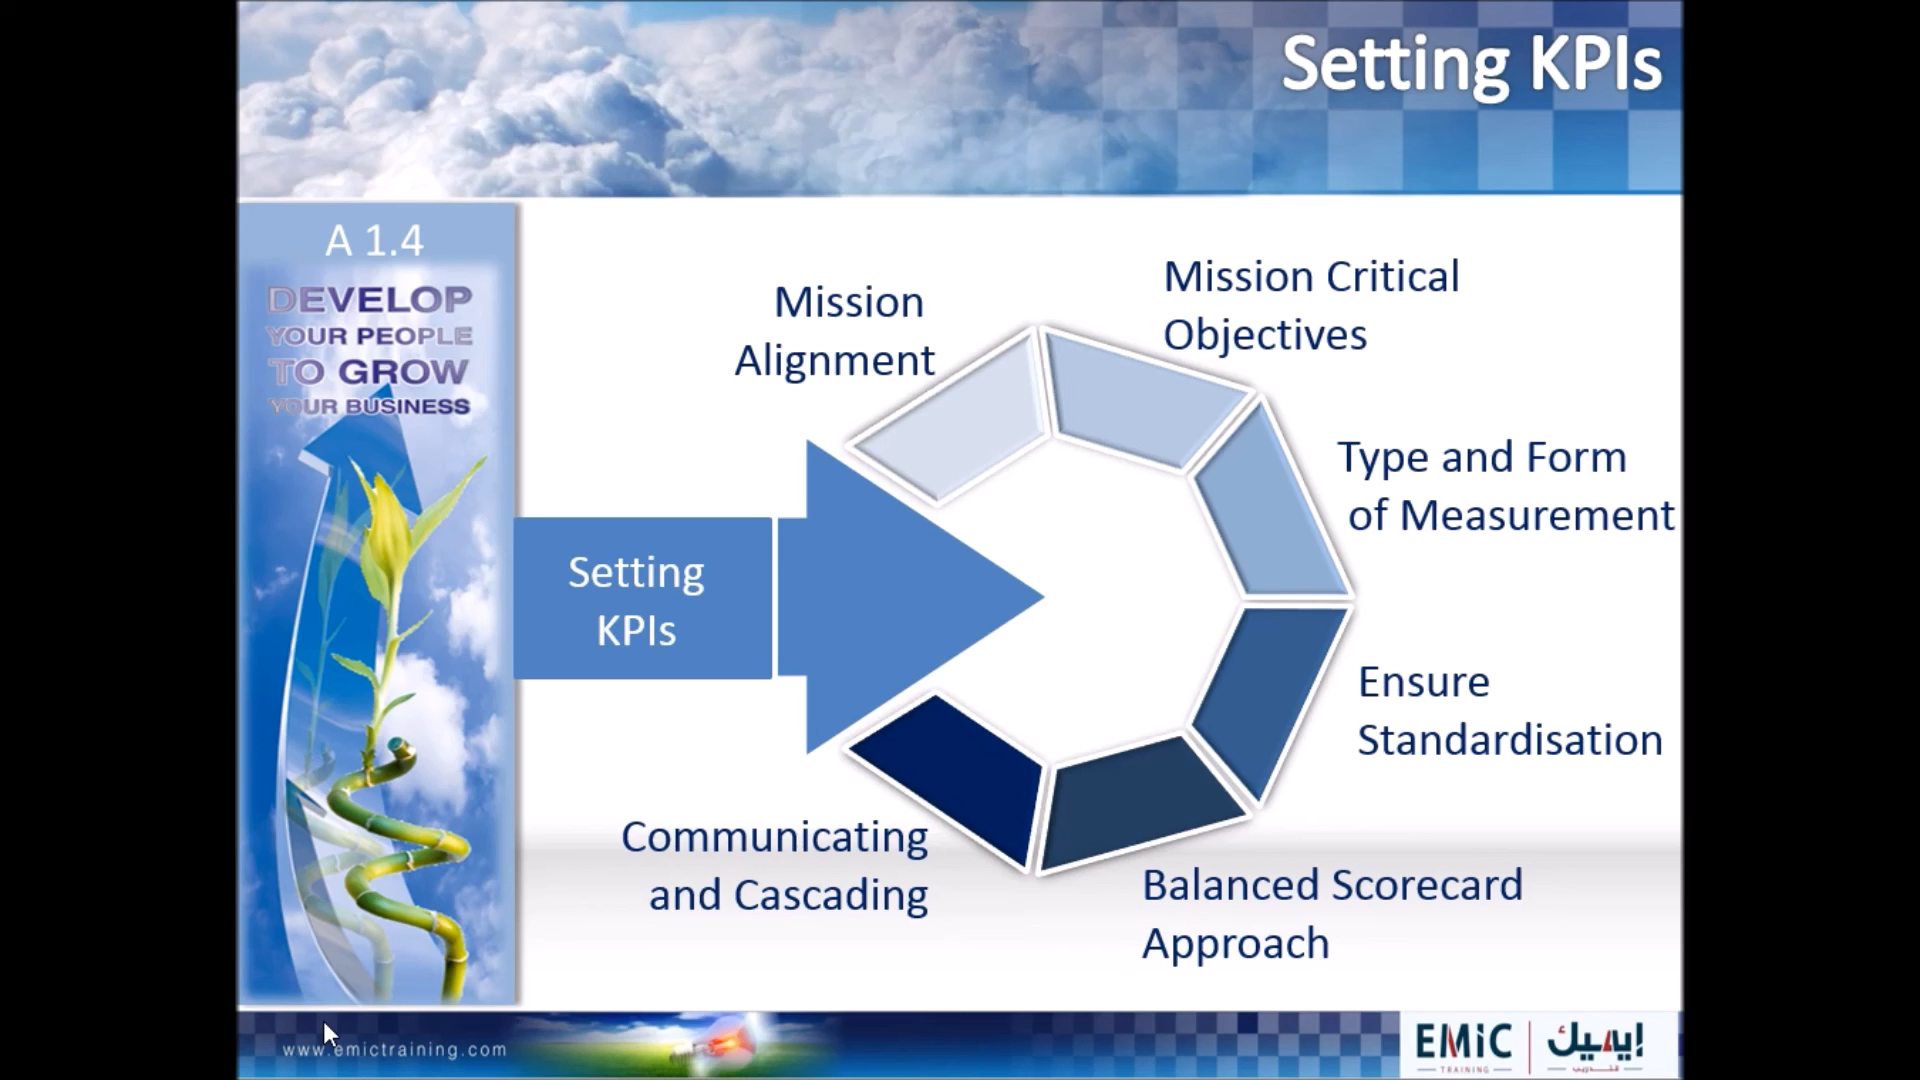 Setting KPIs
A 1.4
DEVELOP
YOUR PEOPLE
TO GROW
YOUR BUSINESS
Mission
Alignment
Mission Critical
Objectives
Type and Form
of Measurement
Setting
KPIs
Ensure
Standardisation
Communicating
and Cascading
Balanced Scorecard
Approach
www.emictraining.com
EMiC
TRAINING
إيميك